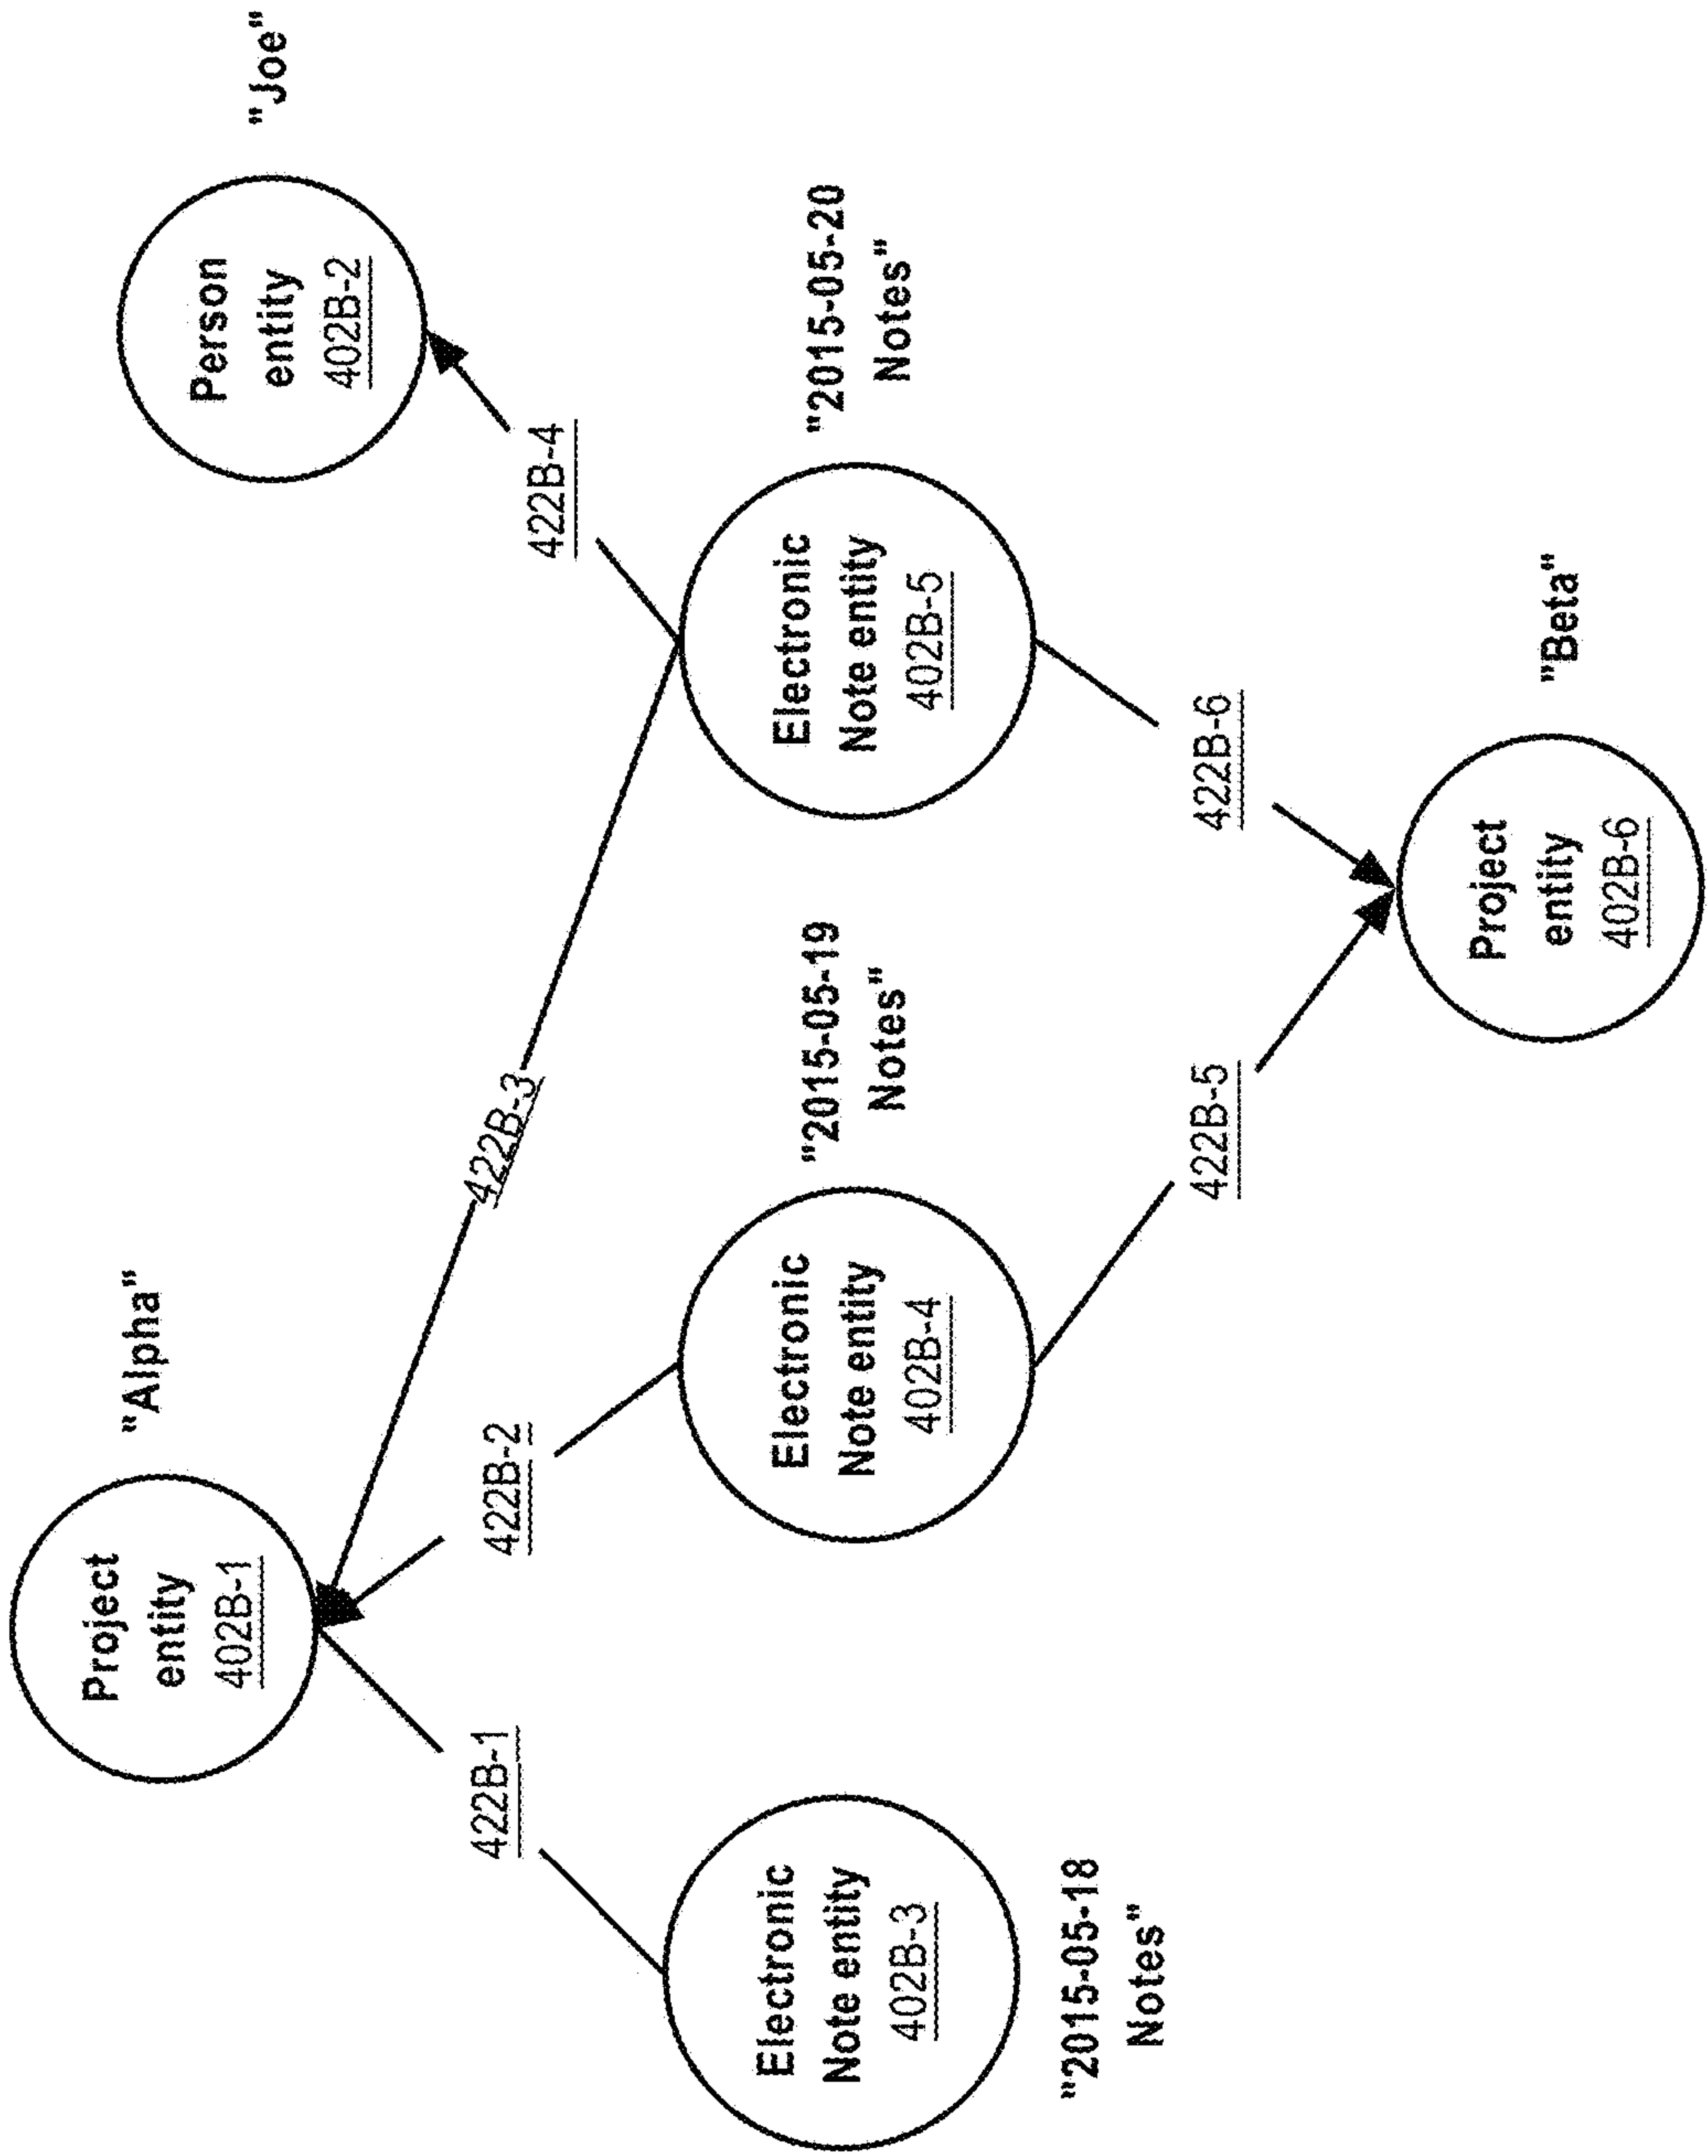 "Alpha"
Project
entity
402B-1
"Joe"
Person
entity
402B-2
422B-1
422B-2
422B-3
422B-4
Electronic
Note entity
402B-3
"2015-05-18
Notes"
Electronic
Note entity
402B-4
"2015-05-19
Notes"
Electronic
Note entity
402B-5
"2015-05-20
Notes"
422B-5
422B-6
Project
entity
402B-6
"Beta"